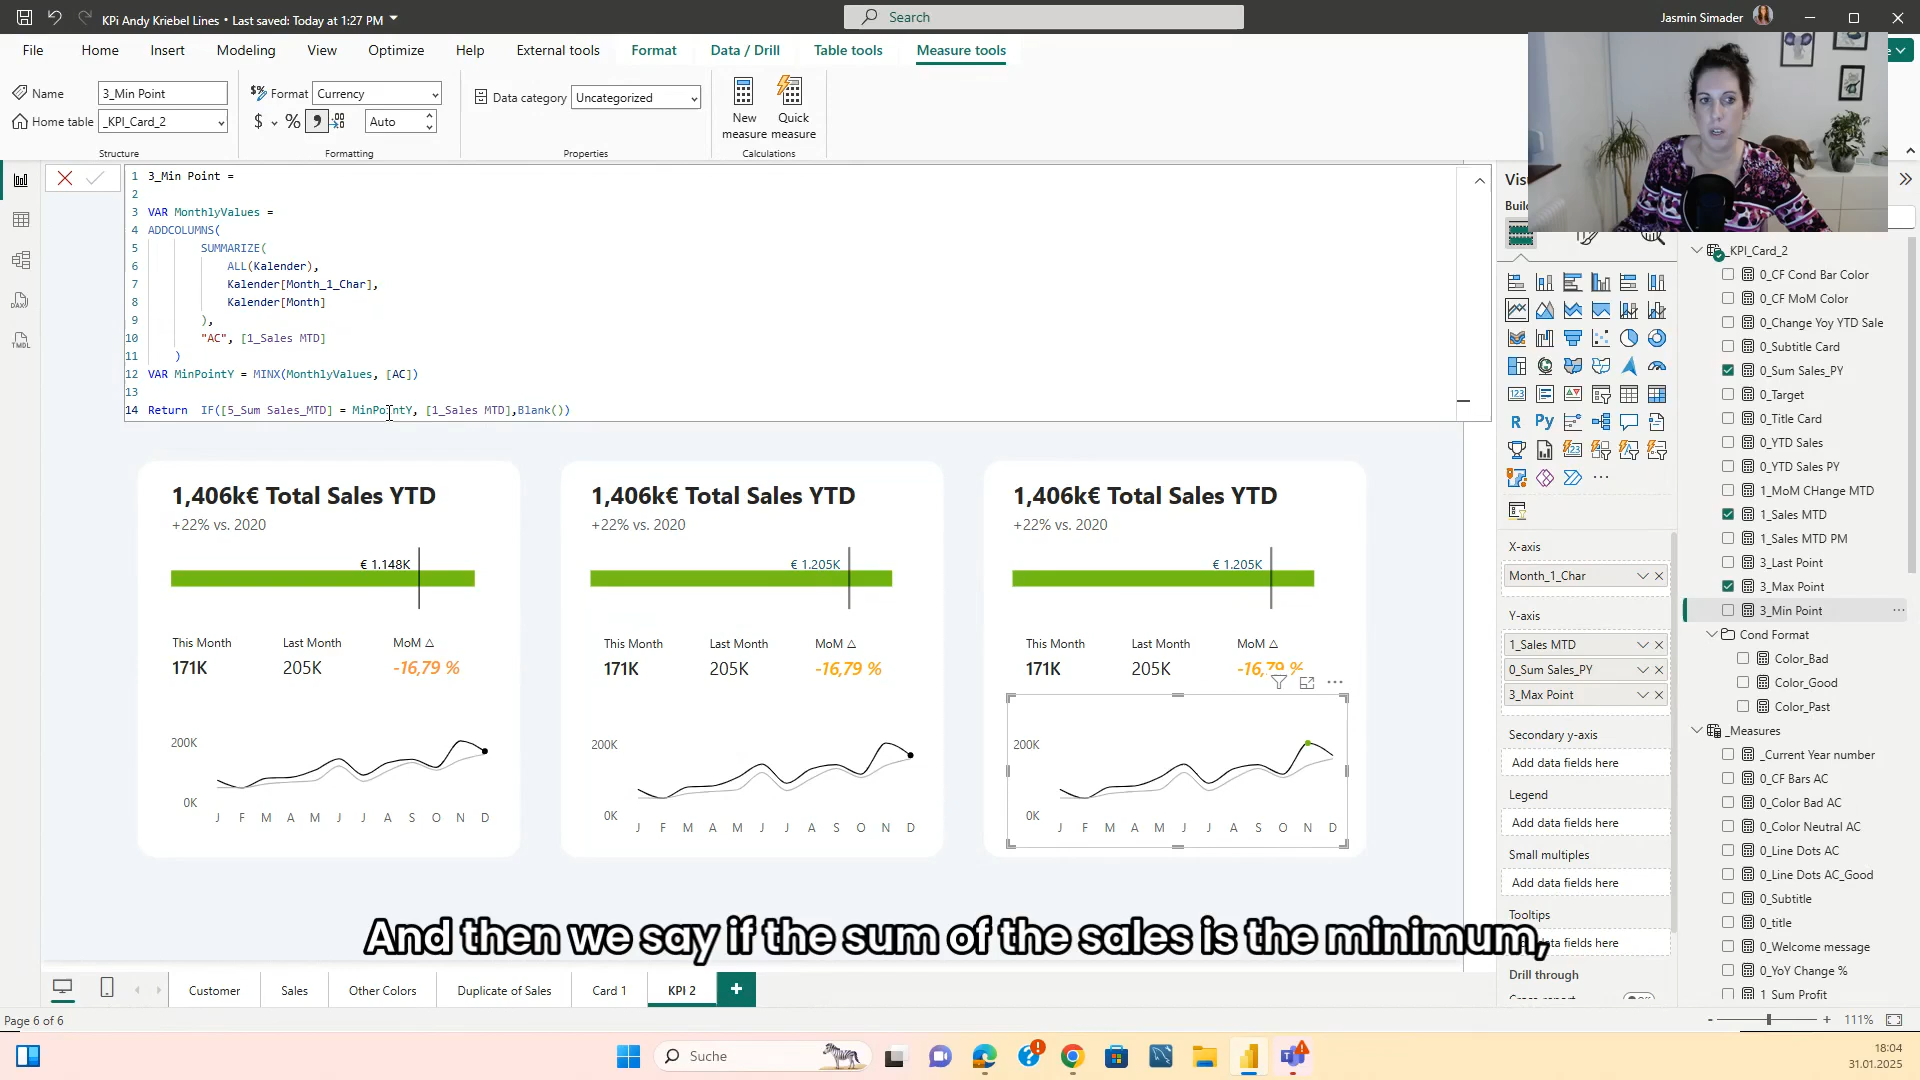 KPi Andy Kriebel Lines • Last saved: Today at 1:27 PM
Search
Jasmin Simader
File Home Insert Modeling View Optimize Help External tools Format Data / Drill Table tools Measure tools
Name 3_Min Point
Home table _KPI_Card_2
Structure
Format Currency
$ % Auto
Formatting
Data category Uncategorized
Properties
New measure
Quick measure
Calculations
1 3_Min Point =
2
3 VAR MonthlyValues =
4 ADDCOLUMNS(
5 SUMMARIZE(
6 ALL(Kalender),
7 Kalender[Month_1_Char],
8 Kalender[Month]
9 ),
10 "AC", [1_Sales MTD]
11 )
12 VAR MinPointY = MINX(MonthlyValues, [AC])
13
14 Return IF([5_Sum Sales_MTD] = MinPointY, [1_Sales MTD],Blank())
1,406k€ Total Sales YTD
+22% vs. 2020
€ 1.148K
This Month Last Month MoM △
171K 205K -16,79 %
200K
0K
J F M A M J J A S O N D
1,406k€ Total Sales YTD
+22% vs. 2020
€ 1.205K
This Month Last Month MoM △
171K 205K -16,79 %
200K
0K
J F M A M J J A S O N D
1,406k€ Total Sales YTD
+22% vs. 2020
€ 1.205K
This Month Last Month MoM △
171K 205K -16,79 %
200K
0K
J F M A M J J A S O N D
And then we say if the sum of the sales is the minimum,
X-axis
Month_1_Char
Y-axis
1_Sales MTD
0_Sum Sales_PY
3_Max Point
Secondary y-axis
Add data fields here
Legend
Add data fields here
Small multiples
Add data fields here
Tooltips
Drill through
_KPI_Card_2
0_CF Cond Bar Color
0_CF MoM Color
0_Change Yoy YTD Sale
0_Subtitle Card
0_Sum Sales_PY
0_Target
0_Title Card
0_YTD Sales
0_YTD Sales PY
1_MoM CHange MTD
1_Sales MTD
1_Sales MTD PM
3_Last Point
3_Max Point
3_Min Point
Cond Format
Color_Bad
Color_Good
Color_Past
_Measures
_Current Year number
0_CF Bars AC
0_Color Bad AC
0_Color Neutral AC
0_Line Dots AC
0_Line Dots AC_Good
0_Subtitle
0_title
0_Welcome message
0_YoY Change %
1_Sum Profit
Customer Sales Other Colors Duplicate of Sales Card 1 KPI 2
Page 6 of 6
- + 111%
Suche
18:04
31.01.2025